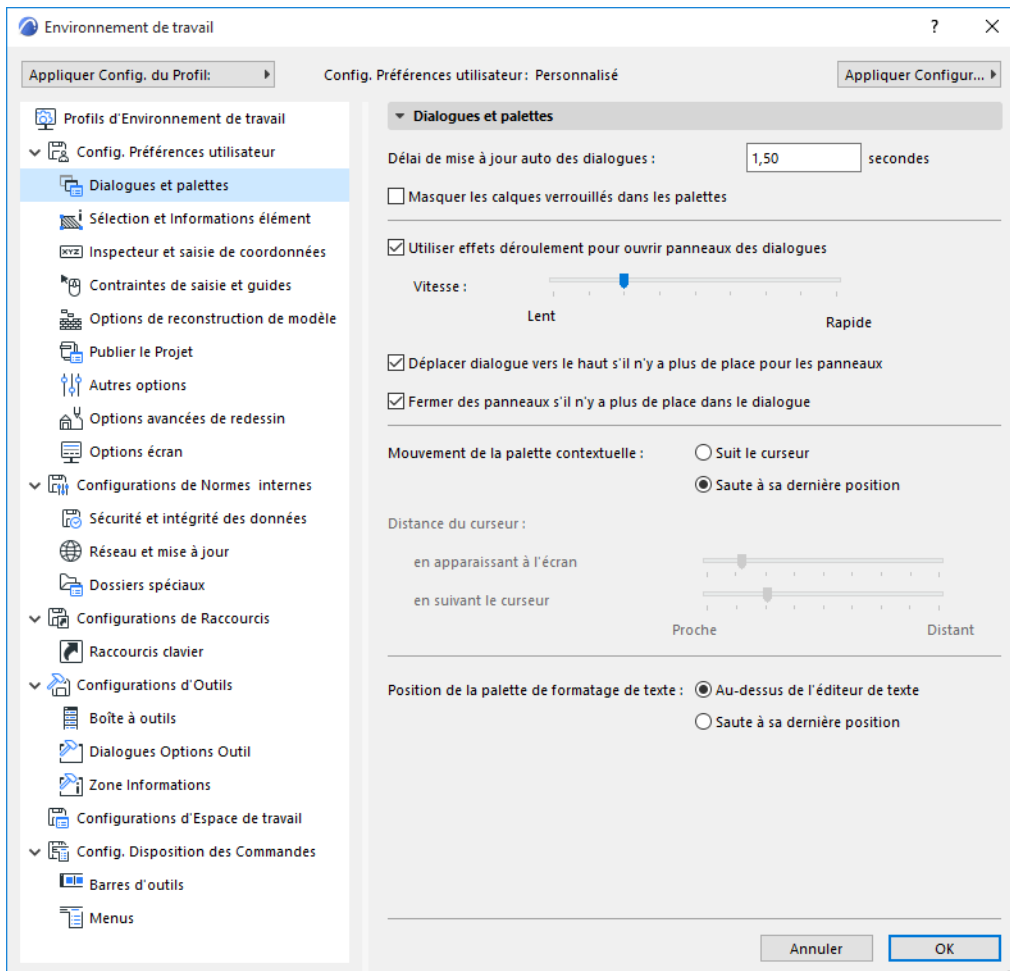 Environnement de travail
?
Appliquer Config. du Profil:
Config. Préférences utilisateur : Personnalisé
Appliquer Configur...
Profils d'Environnement de travail
Config. Préférences utilisateur
Dialogues et palettes
Sélection et Informations élément
XYZ Inspecteur et saisie de coordonnées
Contraintes de saisie et guides
Options de reconstruction de modèle
Publier le Projet
Autres options
Options avancées de redessin
Options écran
Configurations de Normes internes
Sécurité et intégrité des données
Réseau et mise à jour
Dossiers spéciaux
Configurations de Raccourcis
Raccourcis clavier
Configurations d'Outils
Boîte à outils
Dialogues Options Outil
Zone Informations
Configurations d'Espace de travail
Config. Disposition des Commandes
Barres d'outils
Menus
Dialogues et palettes
Délai de mise à jour auto des dialogues : 1,50 secondes
Masquer les calques verrouillés dans les palettes
Utiliser effets déroulement pour ouvrir panneaux des dialogues
Vitesse :
Lent Rapide
Déplacer dialogue vers le haut s'il n'y a plus de place pour les panneaux
Fermer des panneaux s'il n'y a plus de place dans le dialogue
Mouvement de la palette contextuelle : Suit le curseur
Saute à sa dernière position
Distance du curseur :
en apparaissant à l'écran
en suivant le curseur
Proche Distant
Position de la palette de formatage de texte : Au-dessus de l'éditeur de texte
Saute à sa dernière position
Annuler OK